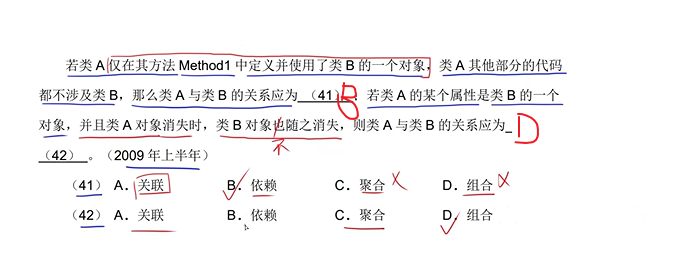 若类 A 仅在其方法 Method1 中定义并使用了类 B 的一个对象，类 A 其他部分的代码
都不涉及类 B，那么类 A 与类 B 的关系应为 （41） B ；若类 A 的某个属性是类 B 的一个
对象，并且类 A 对象消失时，类 B 对象也随之消失，则类 A 与类 B 的关系应为_ D
不
（42） 。（2009 年上半年）
（41） A．关联 B．依赖 C．聚合 × D．组合 ×
（42） A．关联 B．依赖 C．聚合 D．组合